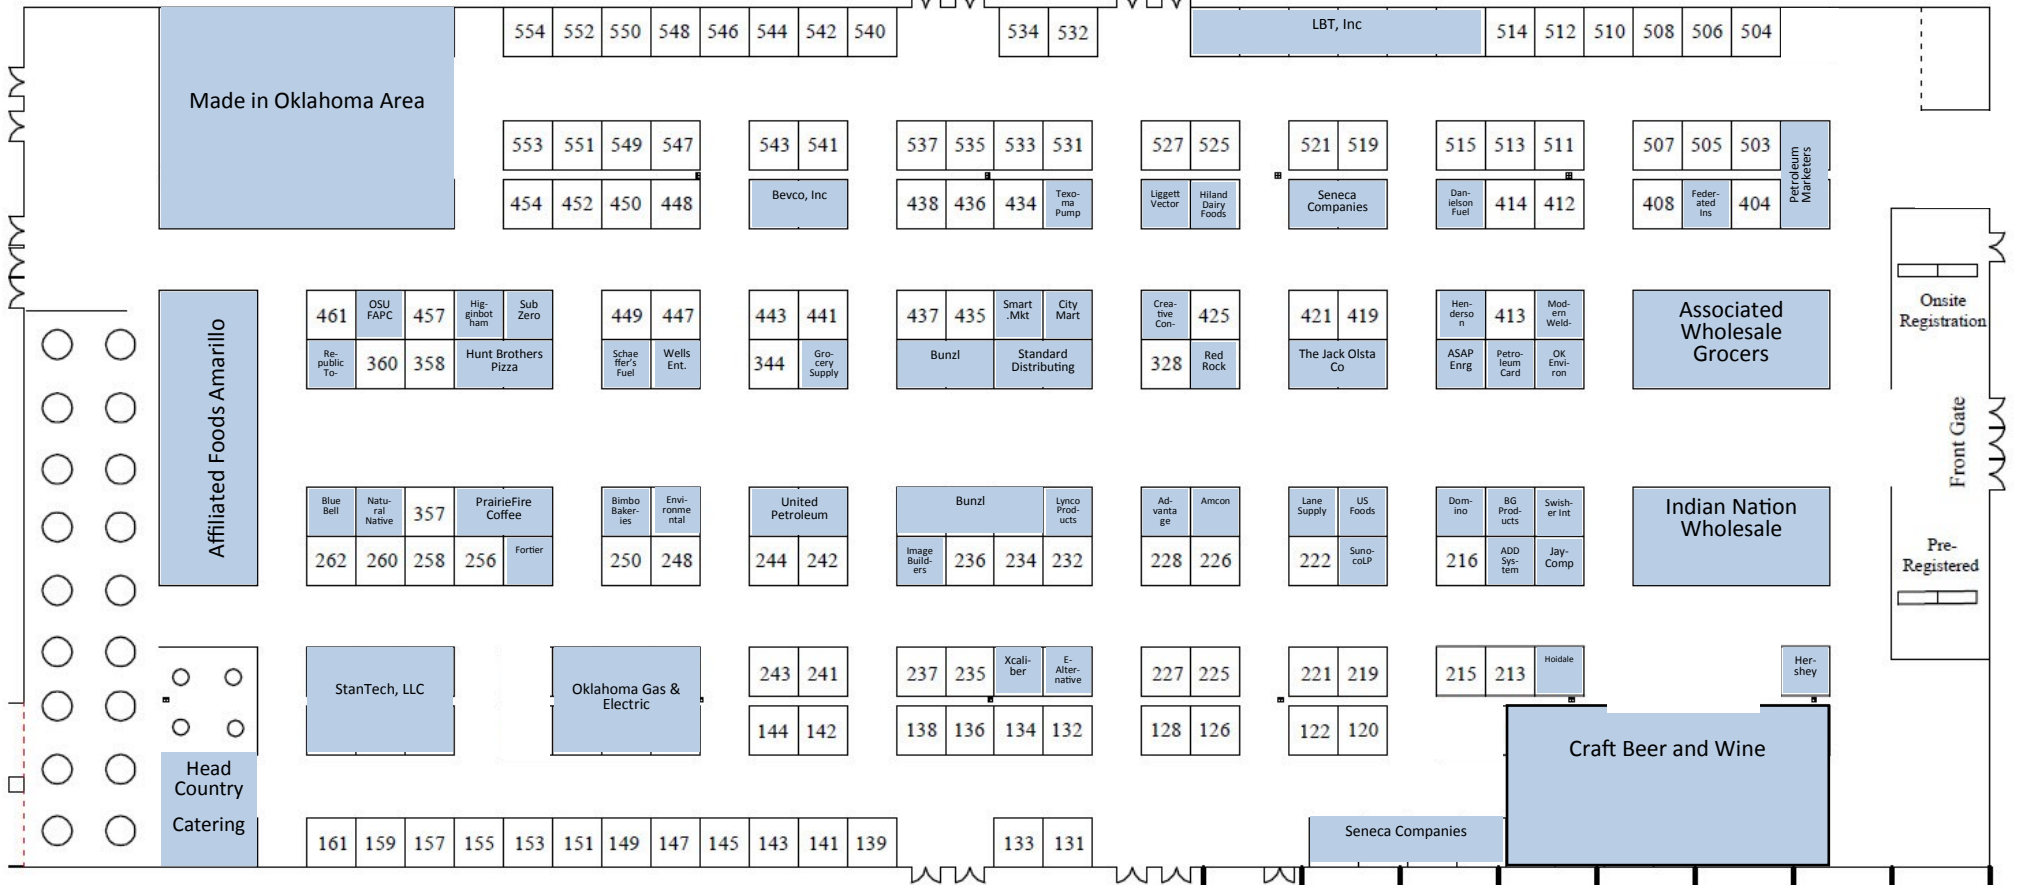 554 552 550 548 546 544 542 540 534 532 LBT, Inc 514 512 510 508 506 504
Made in Oklahoma Area
553 551 549 547 543 541 537 535 533 531 527 525 521 519 515 513 511 507 505 503
Petroleum
Marketers
454 452 450 448
Bevco, Inc
438 436 434
Texo-
ma
Pump
Liggett
Vector
Hiland
Dairy
Foods
Seneca
Companies
Dan-
ielson
Fuel
414 412 408
Feder-
ated
Ins
404
Affiliated Foods Amarillo
461
OSU
FAPC
457
Hig-
ginbot
ham
Sub
Zero
449 447 443 441 437 435
Smart
.Mkt
City
Mart
Crea-
tive
Con-
425 421 419
Hen-
derso
n
413
Mod-
ern
Weld-
Associated
Wholesale
Grocers
Onsite
Registration
Re-
public
To-
360 358
Hunt Brothers
Pizza
Schae
ffer's
Fuel
Wells
Ent.
344
Gro-
cery
Supply
Bunzl
Standard
Distributing
328
Red
Rock
The Jack Olsta
Co
ASAP
Enrg
Petro-
leum
Card
OK
Envi-
ron
Front Gate
Blue
Bell
Natu-
ral
Native
357
PrairieFire
Coffee
Bimbo
Baker-
ies
Envi-
ronme
ntal
United
Petroleum
Bunzl
Lynco
Prod-
ucts
Ad-
vanta
ge
Amcon
Lane
Supply
US
Foods
Dom-
ino
BG
Prod-
ucts
Swish-
er Int
Indian Nation
Wholesale
262 260 258 256
Fortier
250 248 244 242
Image
Build-
ers
236 234 232 228 226 222
Suno-
coLP
216
ADD
Sys-
tem
Jay-
Comp
Pre-
Registered
StanTech, LLC
Oklahoma Gas &
Electric
243 241 237 235
Xcali-
ber
E-
Alter-
native
227 225 221 219 215 213
Hoidale
Her-
shey
144 142 138 136 134 132 128 126 122 120
Craft Beer and Wine
Head
Country
Catering
161 159 157 155 153 151 149 147 145 143 141 139 133 131
Seneca Companies